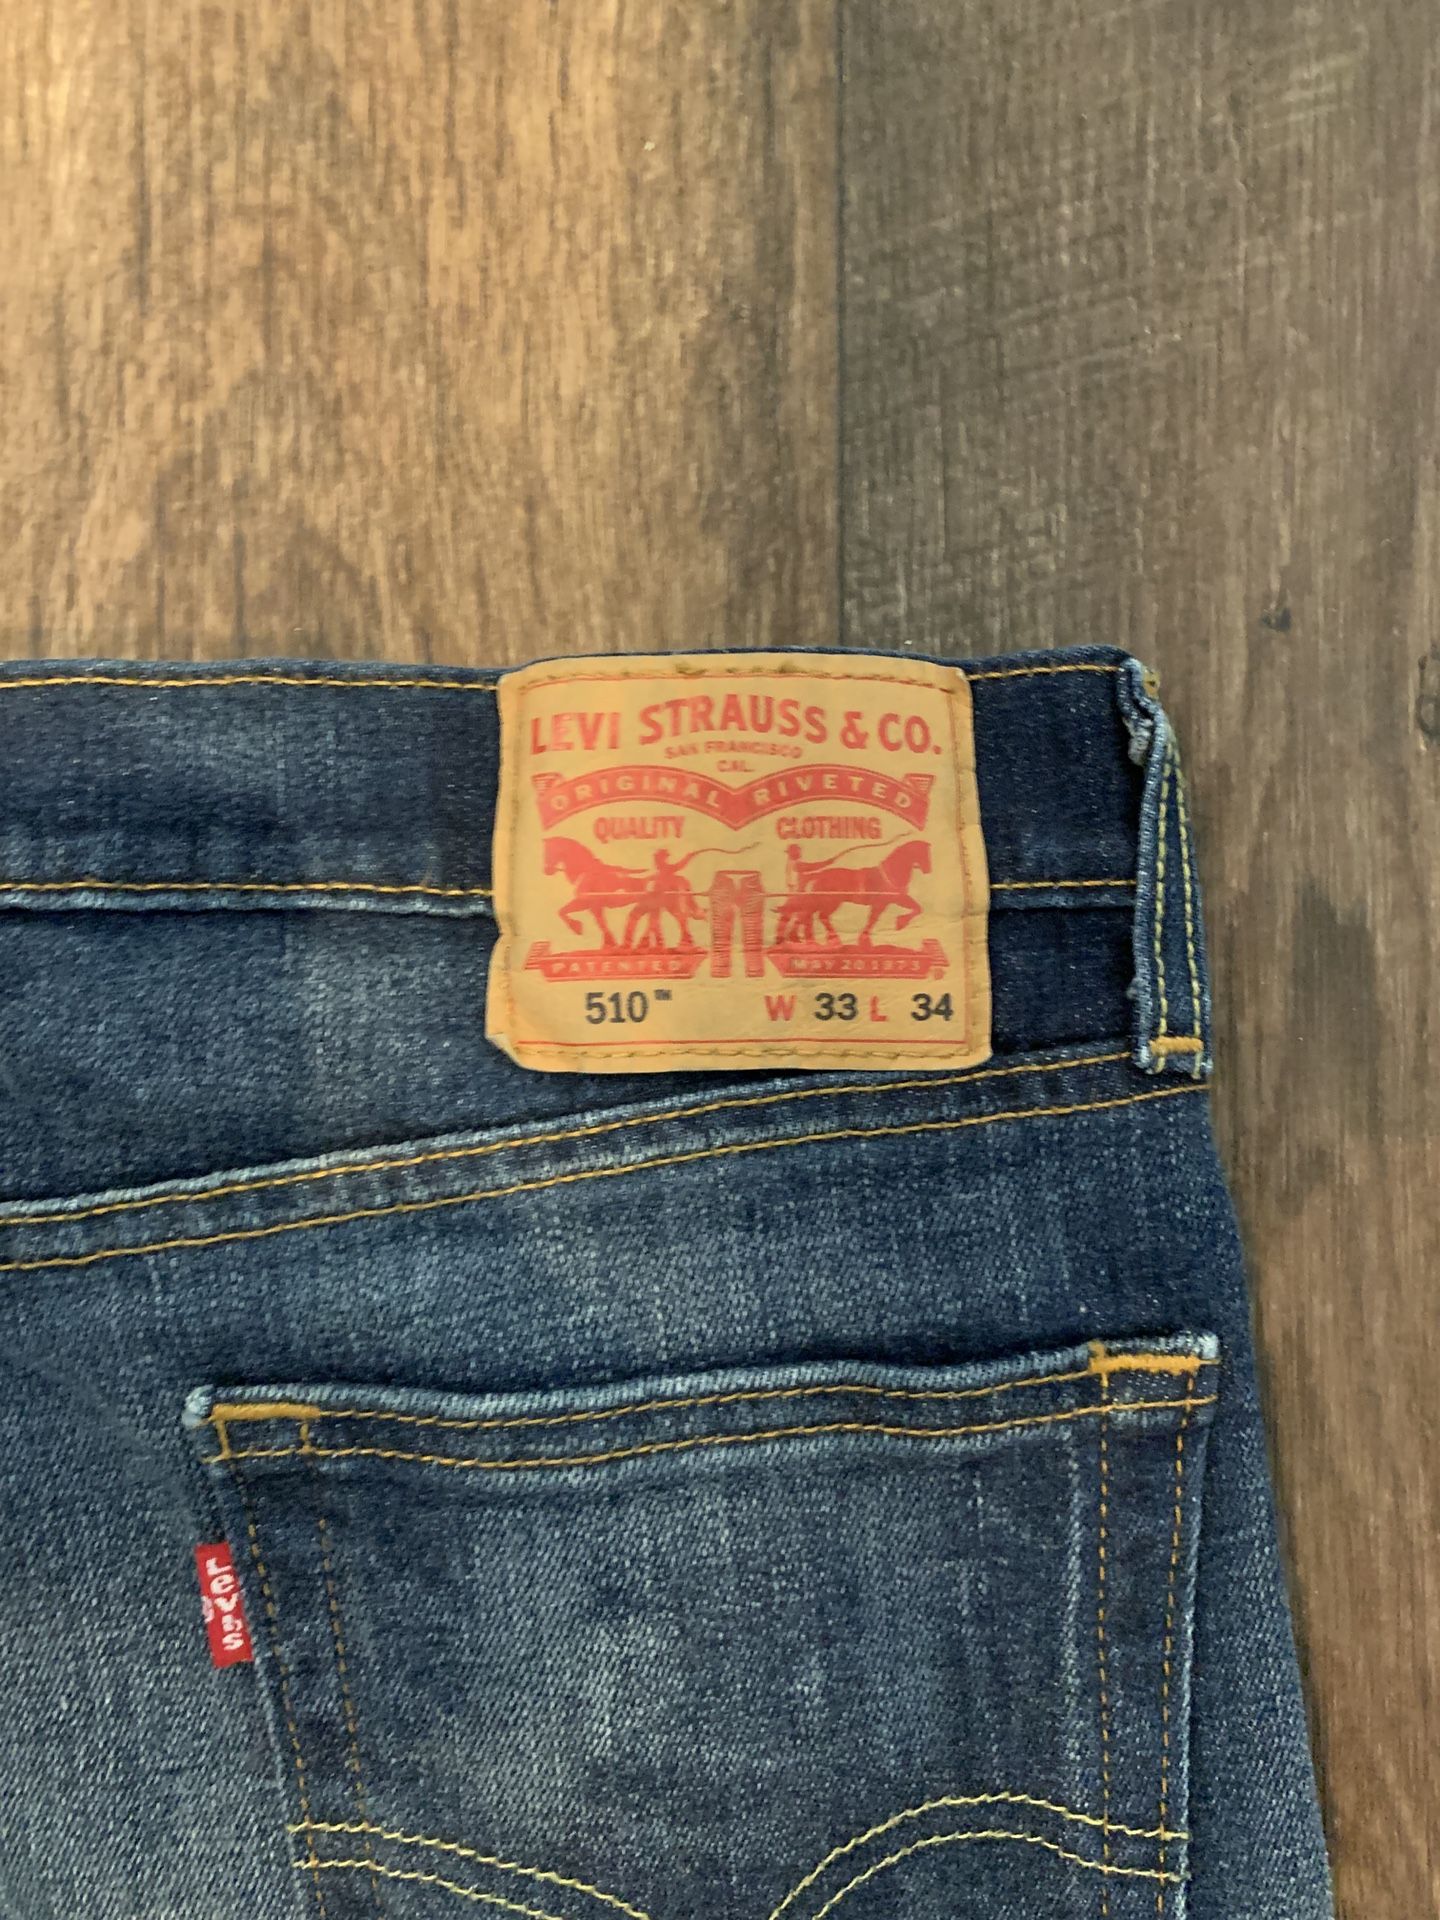 LEVI STRAUSS & CO.
SAN FRANCISCO
CAL.
ORIGINAL RIVETED
QUALITY CLOTHING
PATENTED MAY 20 1873
510™ W 33 L 34
Levi's